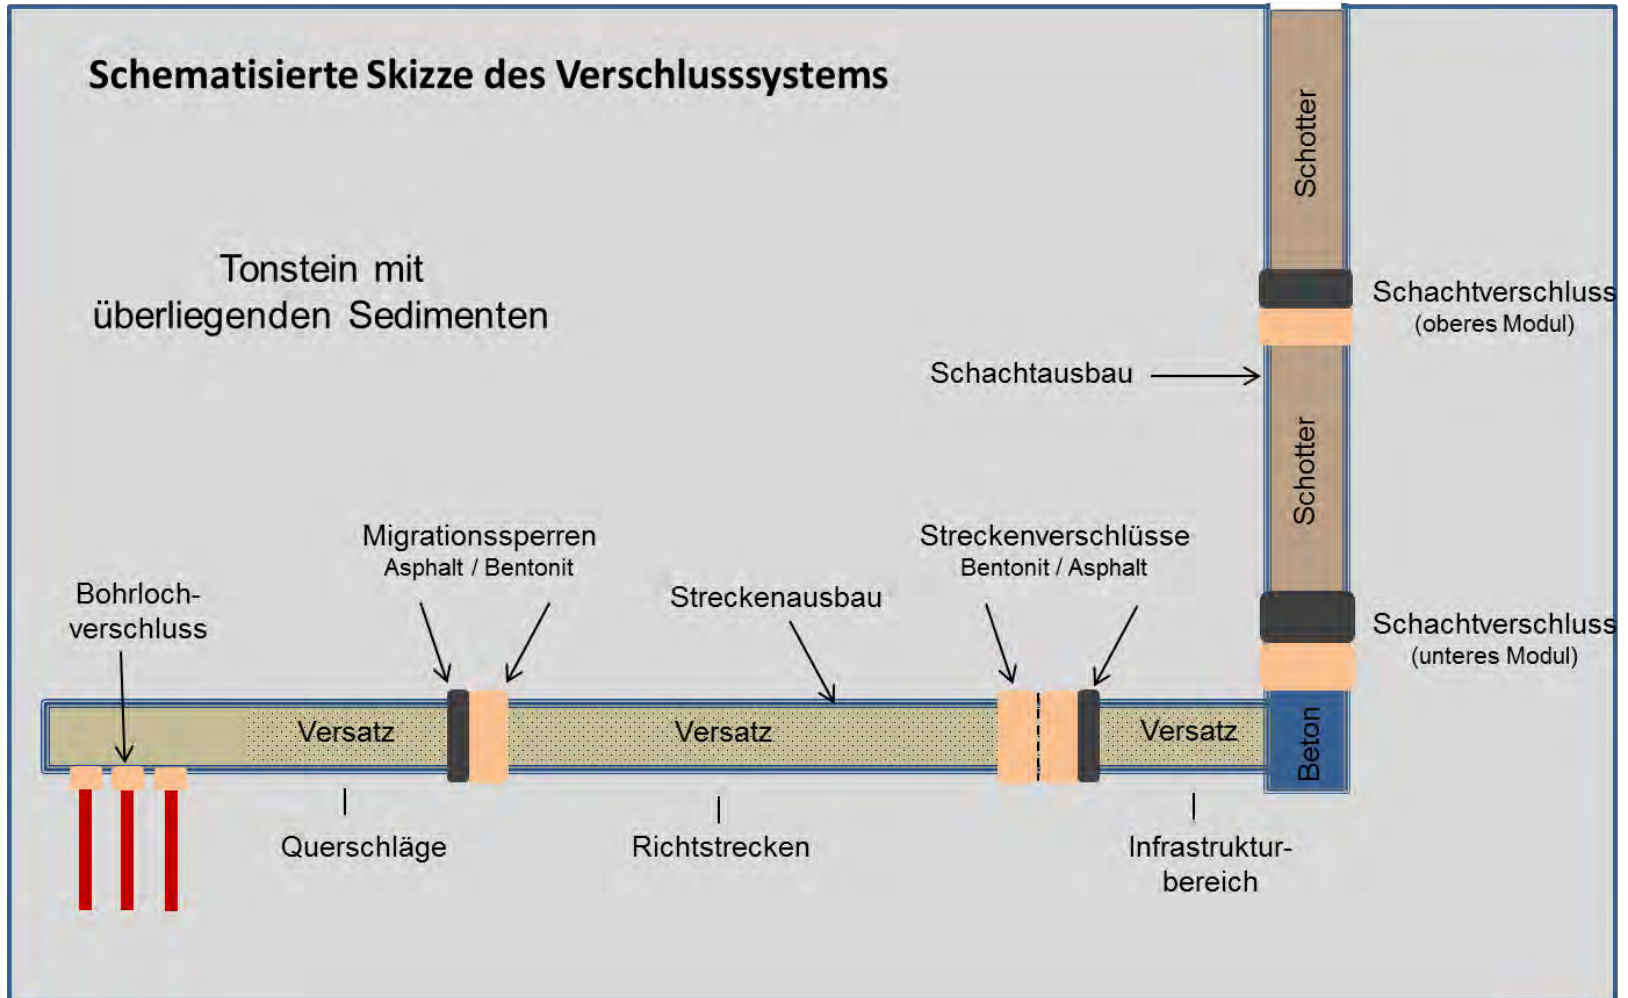 Schematisierte Skizze des Verschlusssystems
Schotter
Tonstein mit
überliegenden Sedimenten
Schachtverschluss
(oberes Modul)
Schachtausbau
Schotter
Migrationssperren
Asphalt / Bentonit
Streckenverschlüsse
Bentonit / Asphalt
Bohrloch-
verschluss
Streckenausbau
Schachtverschluss
(unteres Modul)
Versatz
Versatz
Versatz
Beton
Querschläge
Richtstrecken
Infrastruktur-
bereich